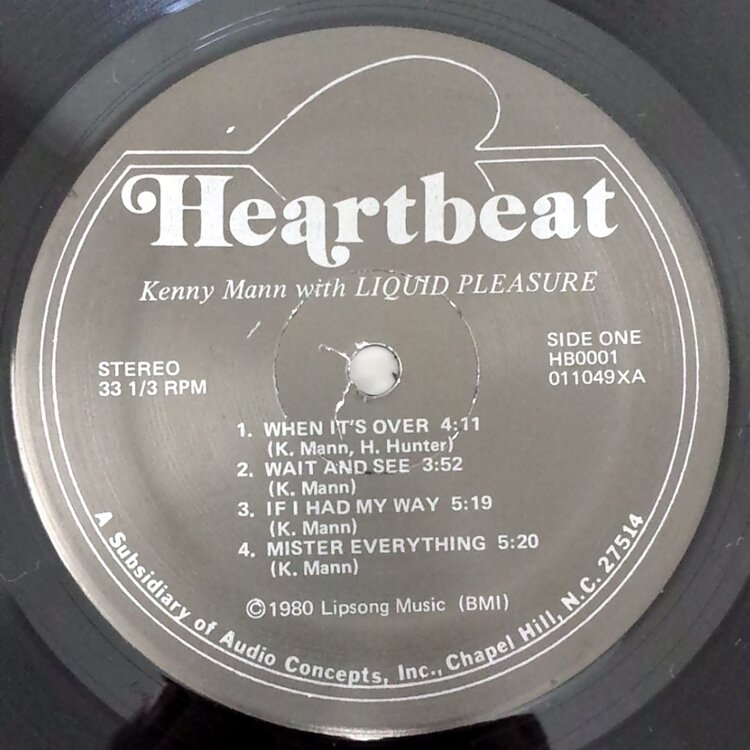 Heartbeat
Kenny Mann with LIQUID PLEASURE
STEREO
33 1/3 RPM
SIDE ONE
HB0001
011049XA
1. WHEN IT'S OVER 4:11
(K. Mann, H. Hunter)
2. WAIT AND SEE 3:52
(K. Mann)
3. IF I HAD MY WAY 5:19
(K. Mann)
4. MISTER EVERYTHING 5:20
(K. Mann)
©1980 Lipsong Music (BMI)
A Subsidiary of Audio Concepts, Inc., Chapel Hill, N.C. 27514